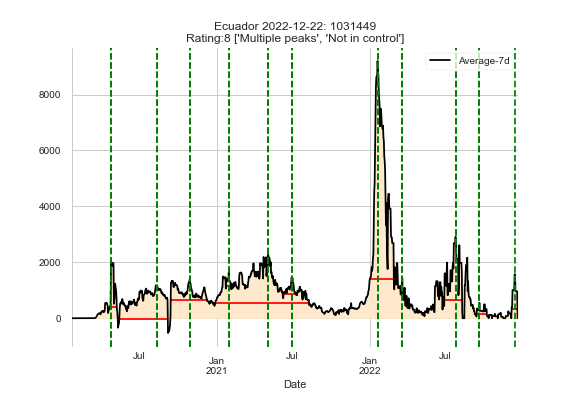 Ecuador 2022-12-22: 1031449
Rating:8 ['Multiple peaks', 'Not in control']
Average-7d
8000
6000
4000
2000
0
Jul
Jan
2021
Jul
Jan
2022
Jul
Date